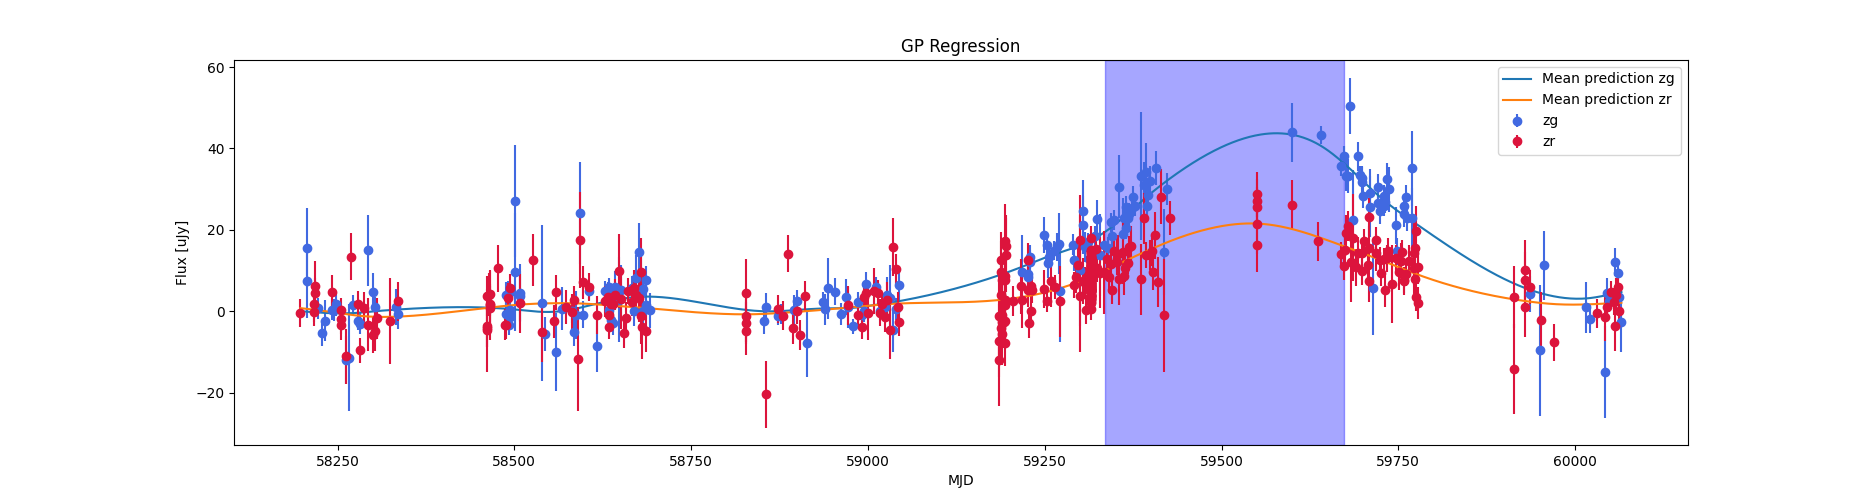 GP Regression
Flux [uJy]
60
40
20
0
−20
Mean prediction zg
Mean prediction zr
zg
zr
58250 58500 58750 59000 59250 59500 59750 60000
MJD